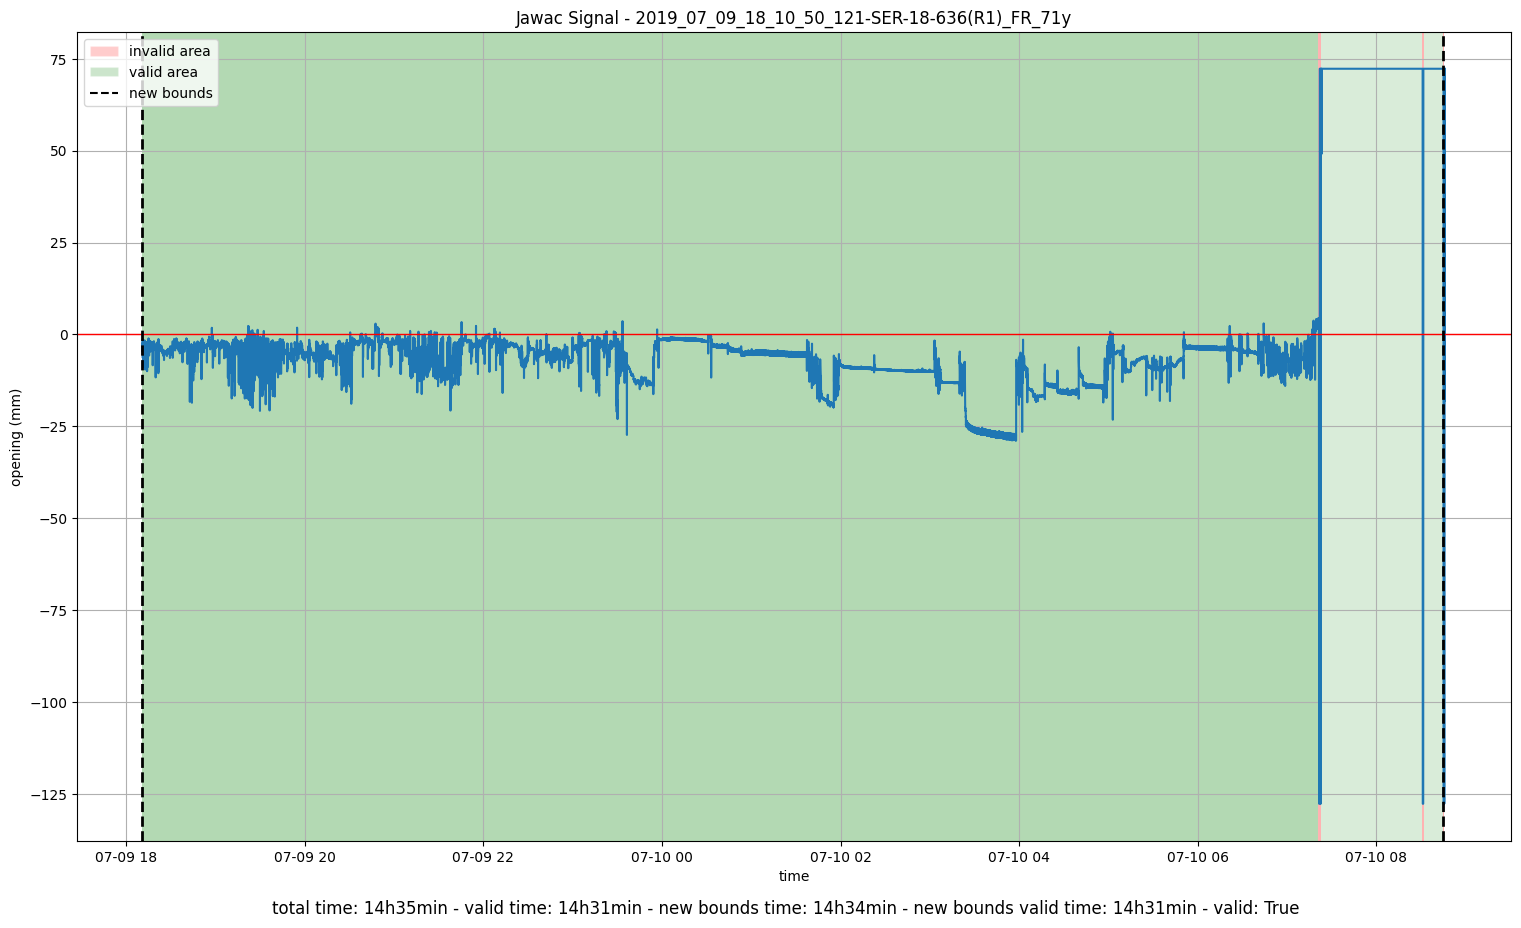 Jawac Signal - 2019_07_09_18_10_50_121-SER-18-636(R1)_FR_71y
invalid area
valid area
new bounds
75
50
25
0
−25
−50
−75
−100
−125
opening (mm)
07-09 18
07-09 20
07-09 22
07-10 00
07-10 02
07-10 04
07-10 06
07-10 08
time
total time: 14h35min - valid time: 14h31min - new bounds time: 14h34min - new bounds valid time: 14h31min - valid: True